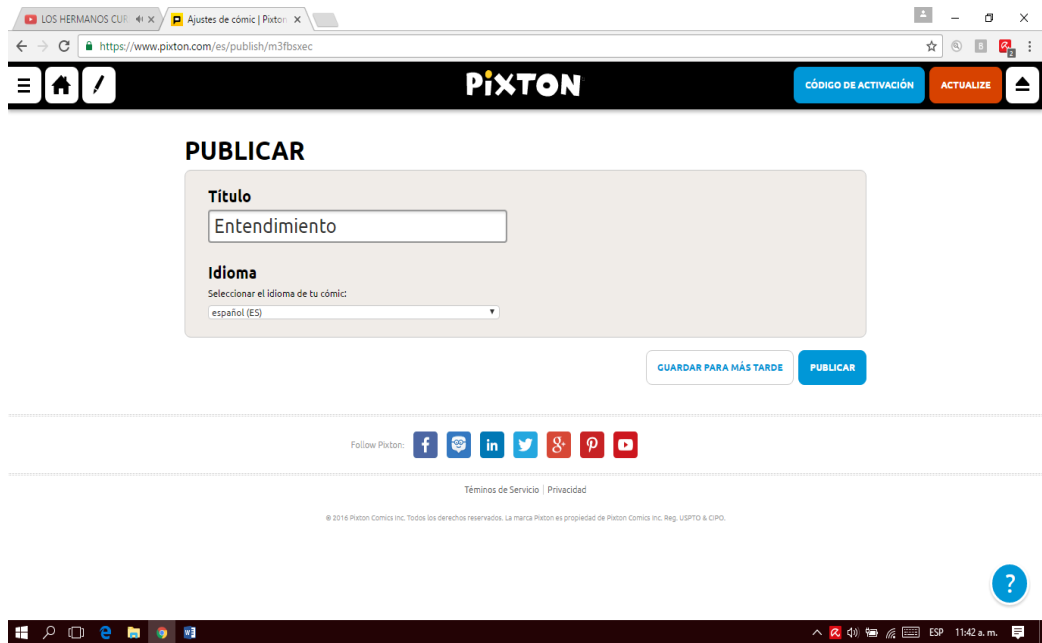 LOS HERMANOS CUR
Ajustes de cómic | Pixton
https://www.pixton.com/es/publish/m3fbsxec
B
2
PiXTON
CÓDIGO DE ACTIVACIÓN
ACTUALIZE
PUBLICAR
Título
Entendimiento
Idioma
Seleccionar el idioma de tu cómic:
español (ES)
GUARDAR PARA MÁS TARDE
PUBLICAR
Follow Pixton:
Téminos de Servicio | Privacidad
© 2016 Pixton Comics Inc. Todos los derechos reservados. La marca Pixton es propiedad de Pixton Comics Inc. Reg. USPTO & CIPO.
?
ESP 11:42 a. m.